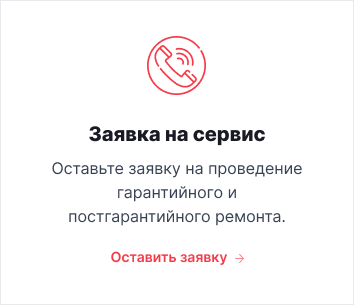 Заявка на сервис
Оставьте заявку на проведение
гарантийного и
постгарантийного ремонта.
Оставить заявку →